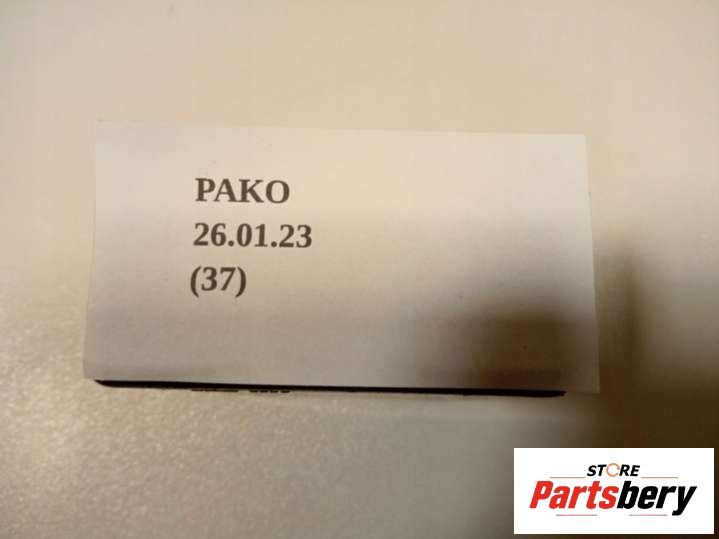 PAKO
26.01.23
(37)
STORE
Partsbery